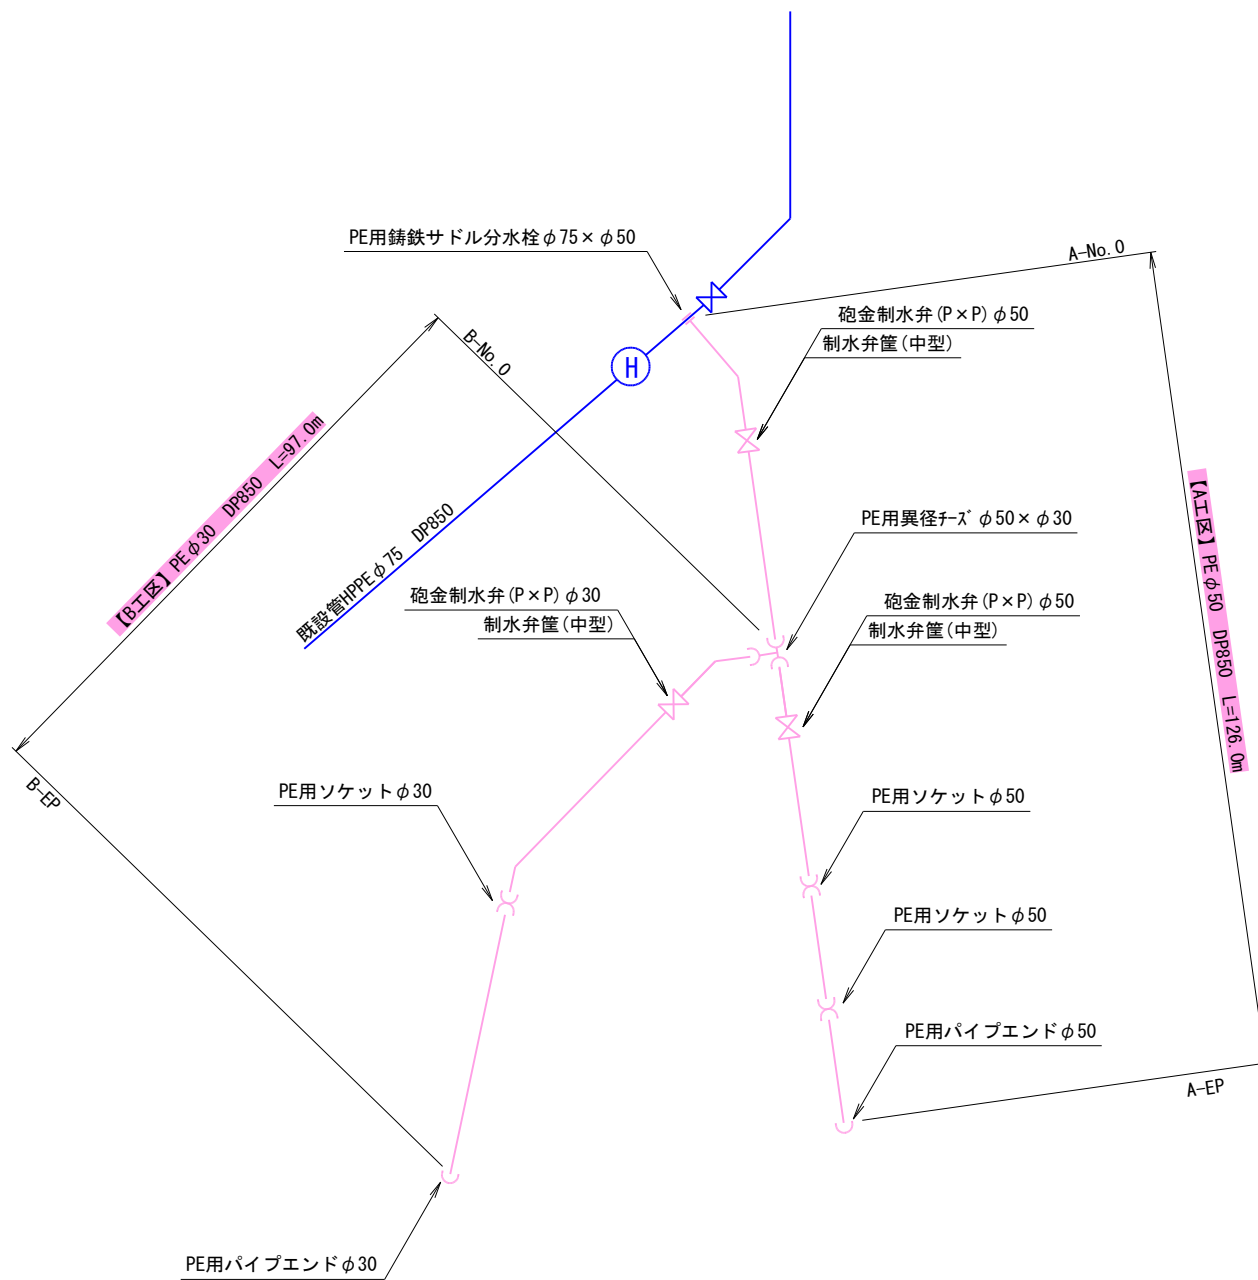 PE用鋳鉄サドル分水栓φ75×φ50
A-No.0
砲金制水弁(P×P)φ50
制水弁筐(中型)
B-No.0
H
【B工区】PEφ30 DP850 L=97.0m
既設管HPPEφ75 DP850
【A工区】PEφ50 DP850 L=126.0m
PE用異径チーズφ50×φ30
砲金制水弁(P×P)φ30
制水弁筐(中型)
砲金制水弁(P×P)φ50
制水弁筐(中型)
B-EP
PE用ソケットφ30
PE用ソケットφ50
PE用ソケットφ50
PE用パイプエンドφ50
A-EP
PE用パイプエンドφ30